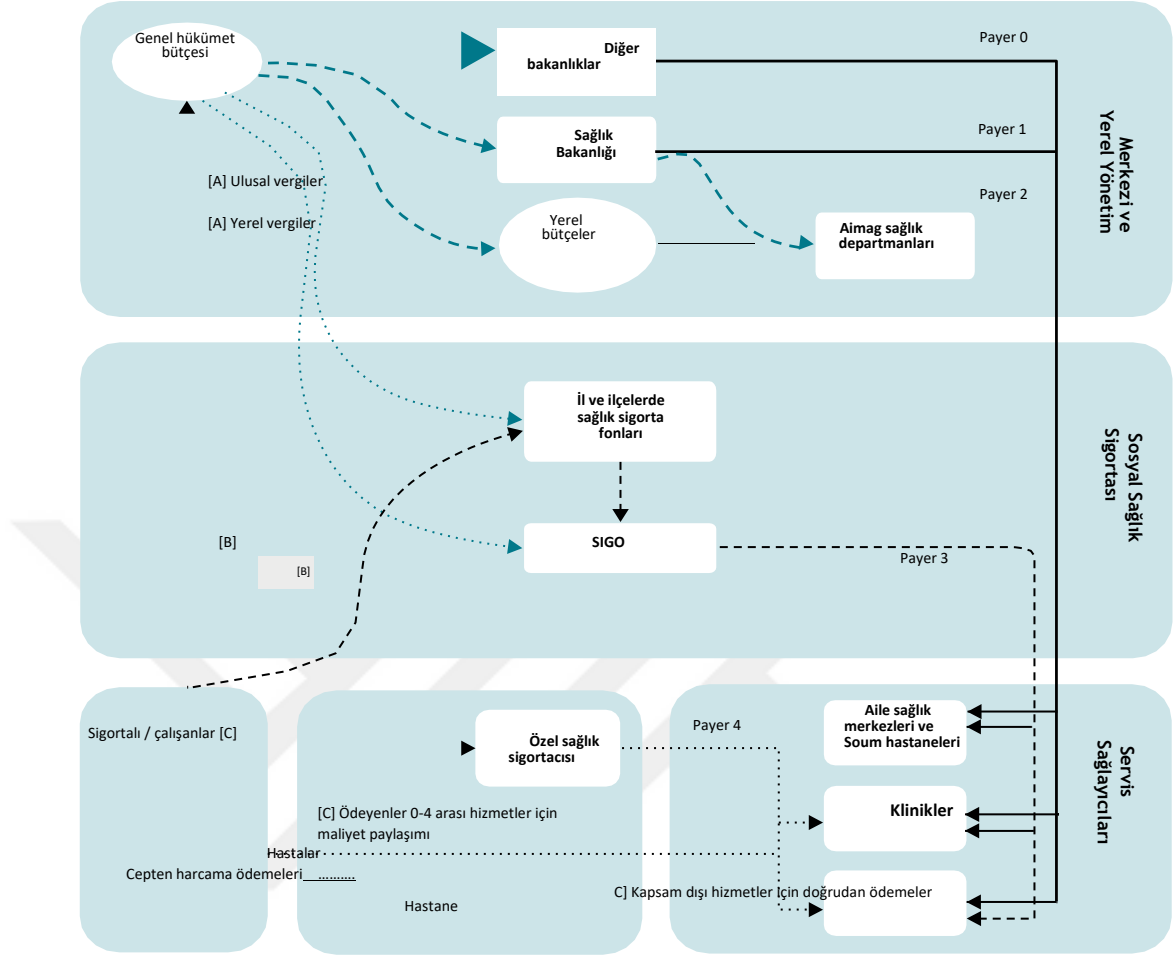 Genel hükümet
bütçesi
Diğer
bakanlıklar
Payer 0
Sağlık
Bakanlığı
Payer 1
[A] Ulusal vergiler
[A] Yerel vergiler
Yerel
bütçeler
Payer 2
Aimag sağlık
departmanları
Merkezi ve
Yerel Yönetim
İl ve ilçelerde
sağlık sigorta
fonları
SIGO
[B]
[B]
Payer 3
Sosyal Sağlık
Sigortası
Sigortalı / çalışanlar [C]
Özel sağlık
sigortacısı
Payer 4
Aile sağlık
merkezleri ve
Soum hastaneleri
[C] Ödeyenler 0-4 arası hizmetler için
maliyet paylaşımı
Klinikler
Hastalar
Cepten harcama ödemeleri ..........
Hastane
C] Kapsam dışı hizmetler için doğrudan ödemeler
Servis
Sağlayıcıları